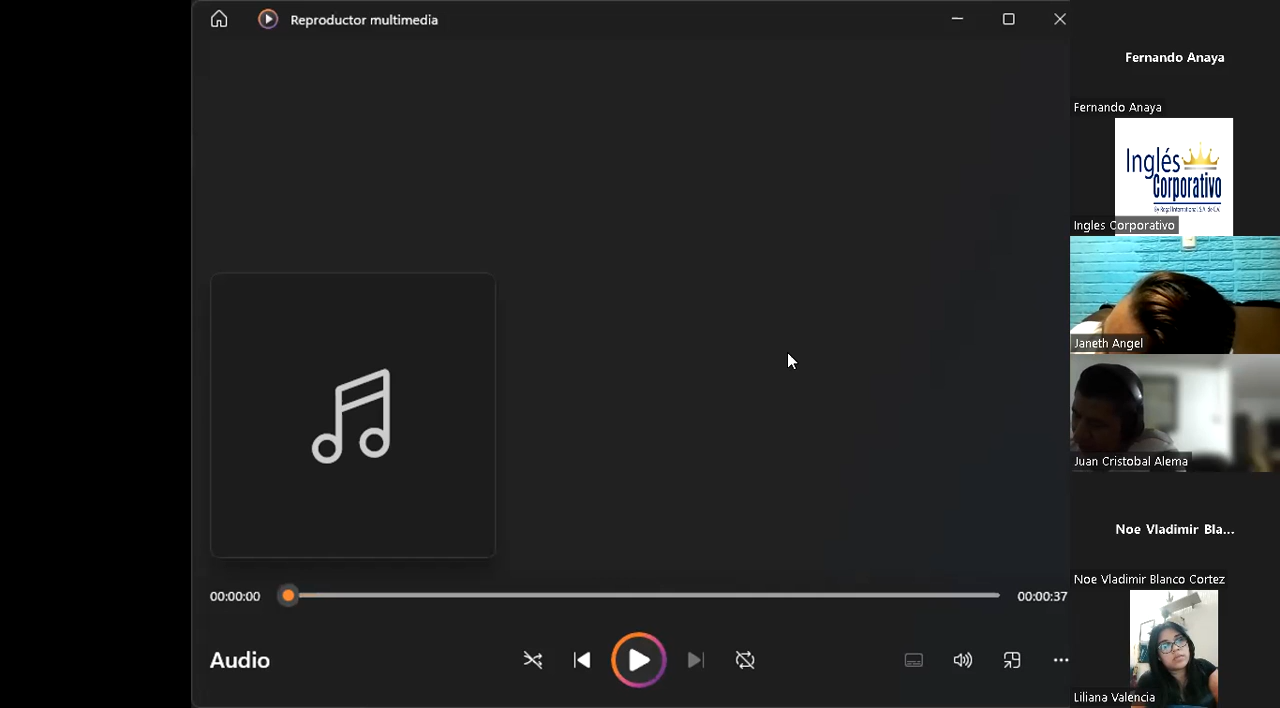 Reproductor multimedia
00:00:00
00:00:37
Audio
Fernando Anaya
Fernando Anaya
Inglés
Corporativo
Ingles Corporativo
Janeth Angel
Juan Cristobal Alema
Noe Vladimir Bla...
Noe Vladimir Blanco Cortez
Liliana Valencia